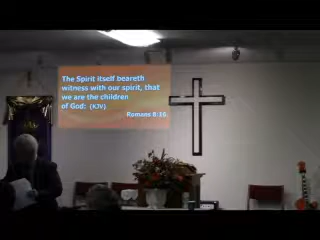 The Spirit itself beareth
witness with our spirit, that
we are the children
of God: (KJV)
Romans 8:16